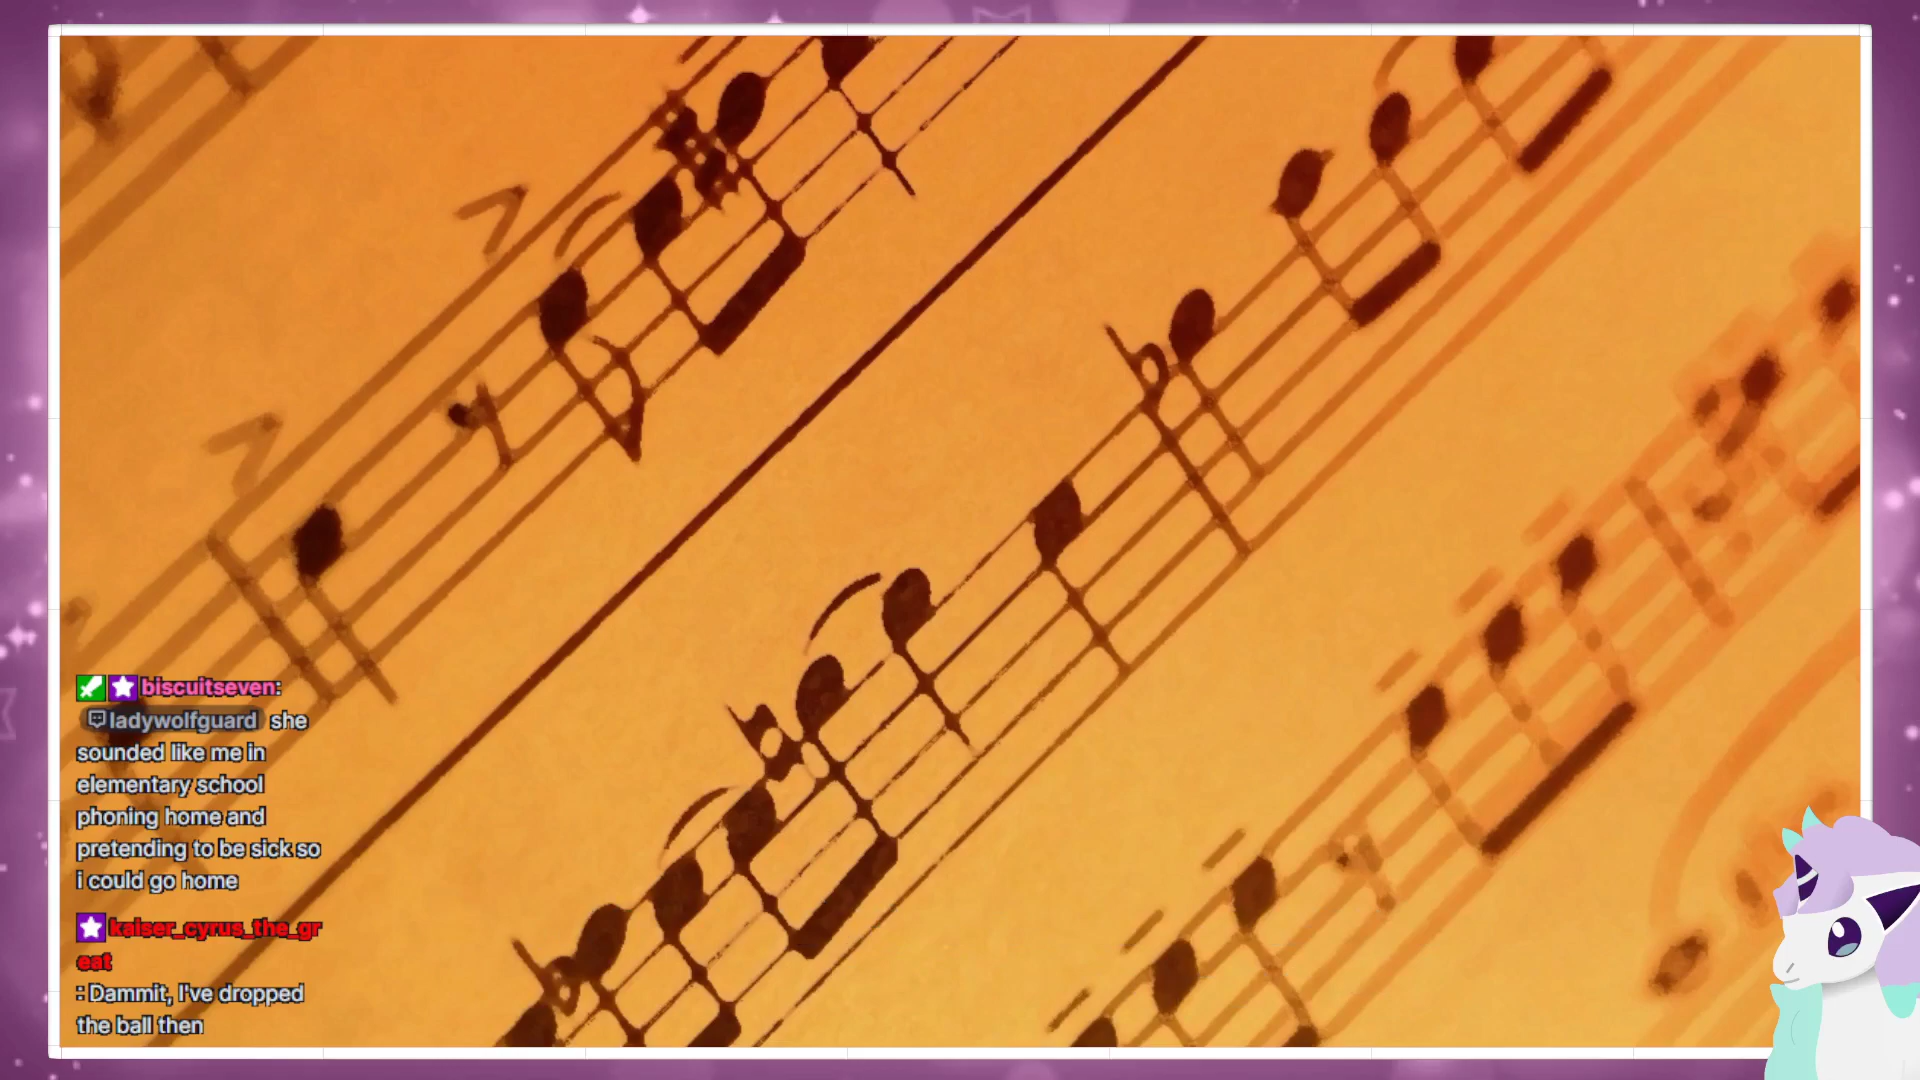 biscuitseven:
ladywolfguard she
sounded like me in
elementary school
phoning home and
pretending to be sick so
i could go home
kaiser_cyrus_the_gr
eat
: Dammit, I've dropped
the ball then